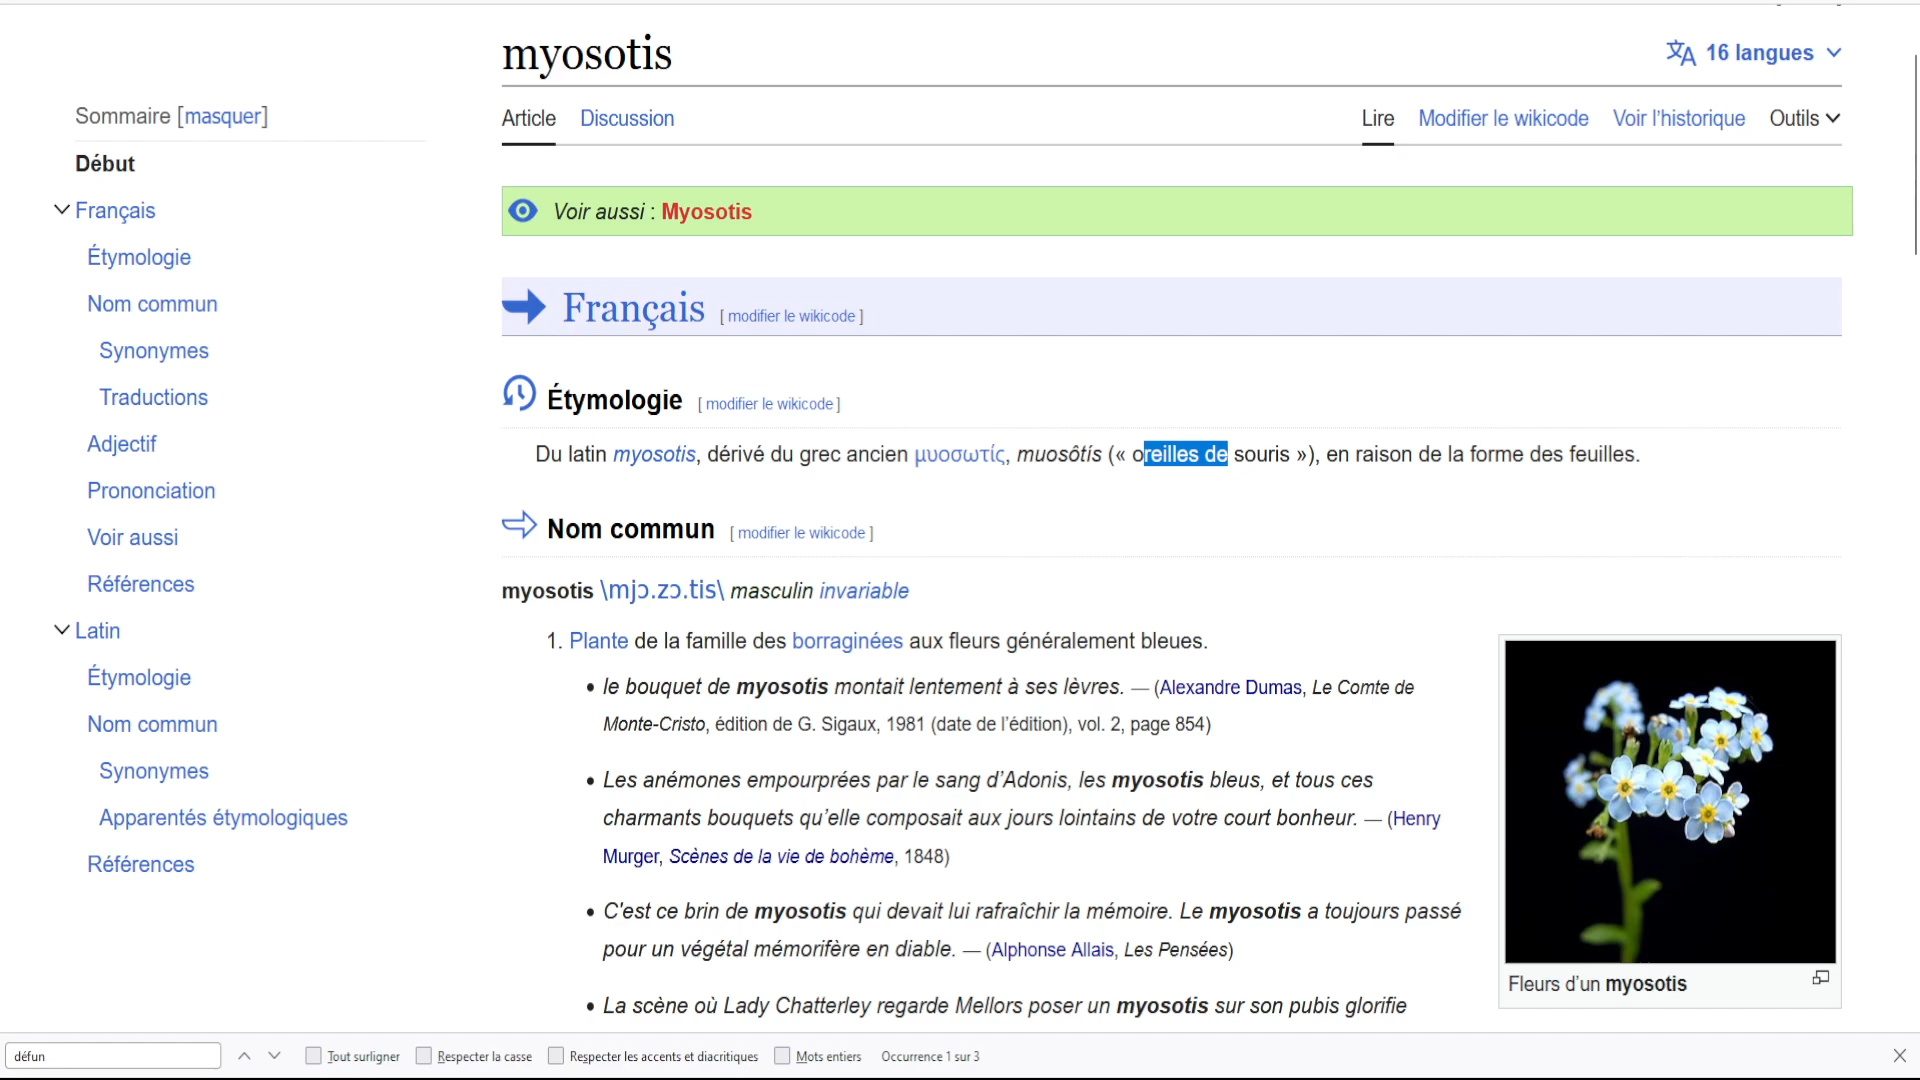 myosotis
16 langues
Sommaire [masquer]
Article Discussion Lire Modifier le wikicode Voir l’historique Outils
Début
Français
Étymologie
Nom commun
Synonymes
Traductions
Adjectif
Prononciation
Voir aussi
Références
Latin
Étymologie
Nom commun
Synonymes
Apparentés étymologiques
Références
Voir aussi : Myosotis
Français [ modifier le wikicode ]
Étymologie [ modifier le wikicode ]
Du latin myosotis, dérivé du grec ancien μυοσωτίς, muosôtís (« oreilles de souris »), en raison de la forme des feuilles.
Nom commun [ modifier le wikicode ]
myosotis \mjɔ.zɔ.tis\ masculin invariable
1. Plante de la famille des borraginées aux fleurs généralement bleues.
• le bouquet de myosotis montait lentement à ses lèvres. — (Alexandre Dumas, Le Comte de
Monte-Cristo, édition de G. Sigaux, 1981 (date de l’édition), vol. 2, page 854)
• Les anémones empourprées par le sang d’Adonis, les myosotis bleus, et tous ces
charmants bouquets qu’elle composait aux jours lointains de votre court bonheur. — (Henry
Murger, Scènes de la vie de bohème, 1848)
• C'est ce brin de myosotis qui devait lui rafraîchir la mémoire. Le myosotis a toujours passé
pour un végétal mémorifère en diable. — (Alphonse Allais, Les Pensées)
• La scène où Lady Chatterley regarde Mellors poser un myosotis sur son pubis glorifie
Fleurs d’un myosotis
défun Tout surligner Respecter la casse Respecter les accents et diacritiques Mots entiers Occurrence 1 sur 3